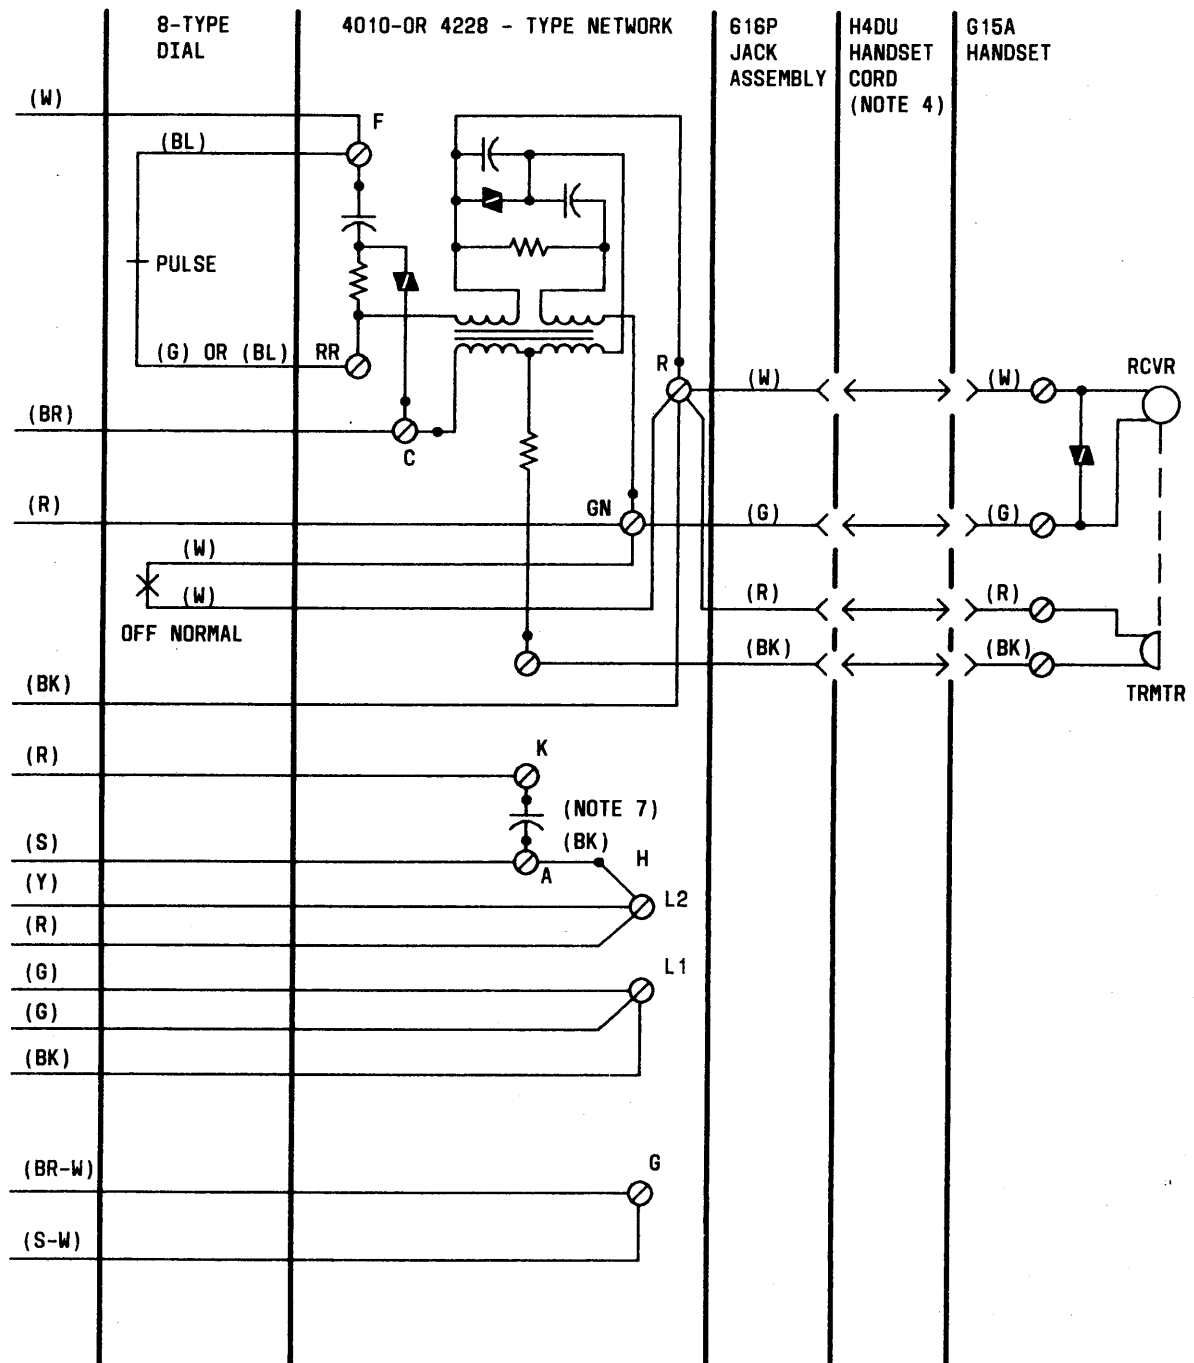 8-TYPE
DIAL
4010-OR 4228 - TYPE NETWORK
616P
JACK
ASSEMBLY
H4DU
HANDSET
CORD
(NOTE 4)
G15A
HANDSET
(W)
F
(BL)
PULSE
(G) OR (BL)
RR
R
(W)
(W)
RCVR
(BR)
C
(R)
GN
(G)
(G)
(W)
(W)
(R)
(R)
OFF NORMAL
(BK)
(BK)
(BK)
TRMTR
(R)
K
(NOTE 7)
(S)
(BK)
H
A
(Y)
L2
(R)
(G)
L1
(G)
(BK)
(BR-W)
G
(S-W)